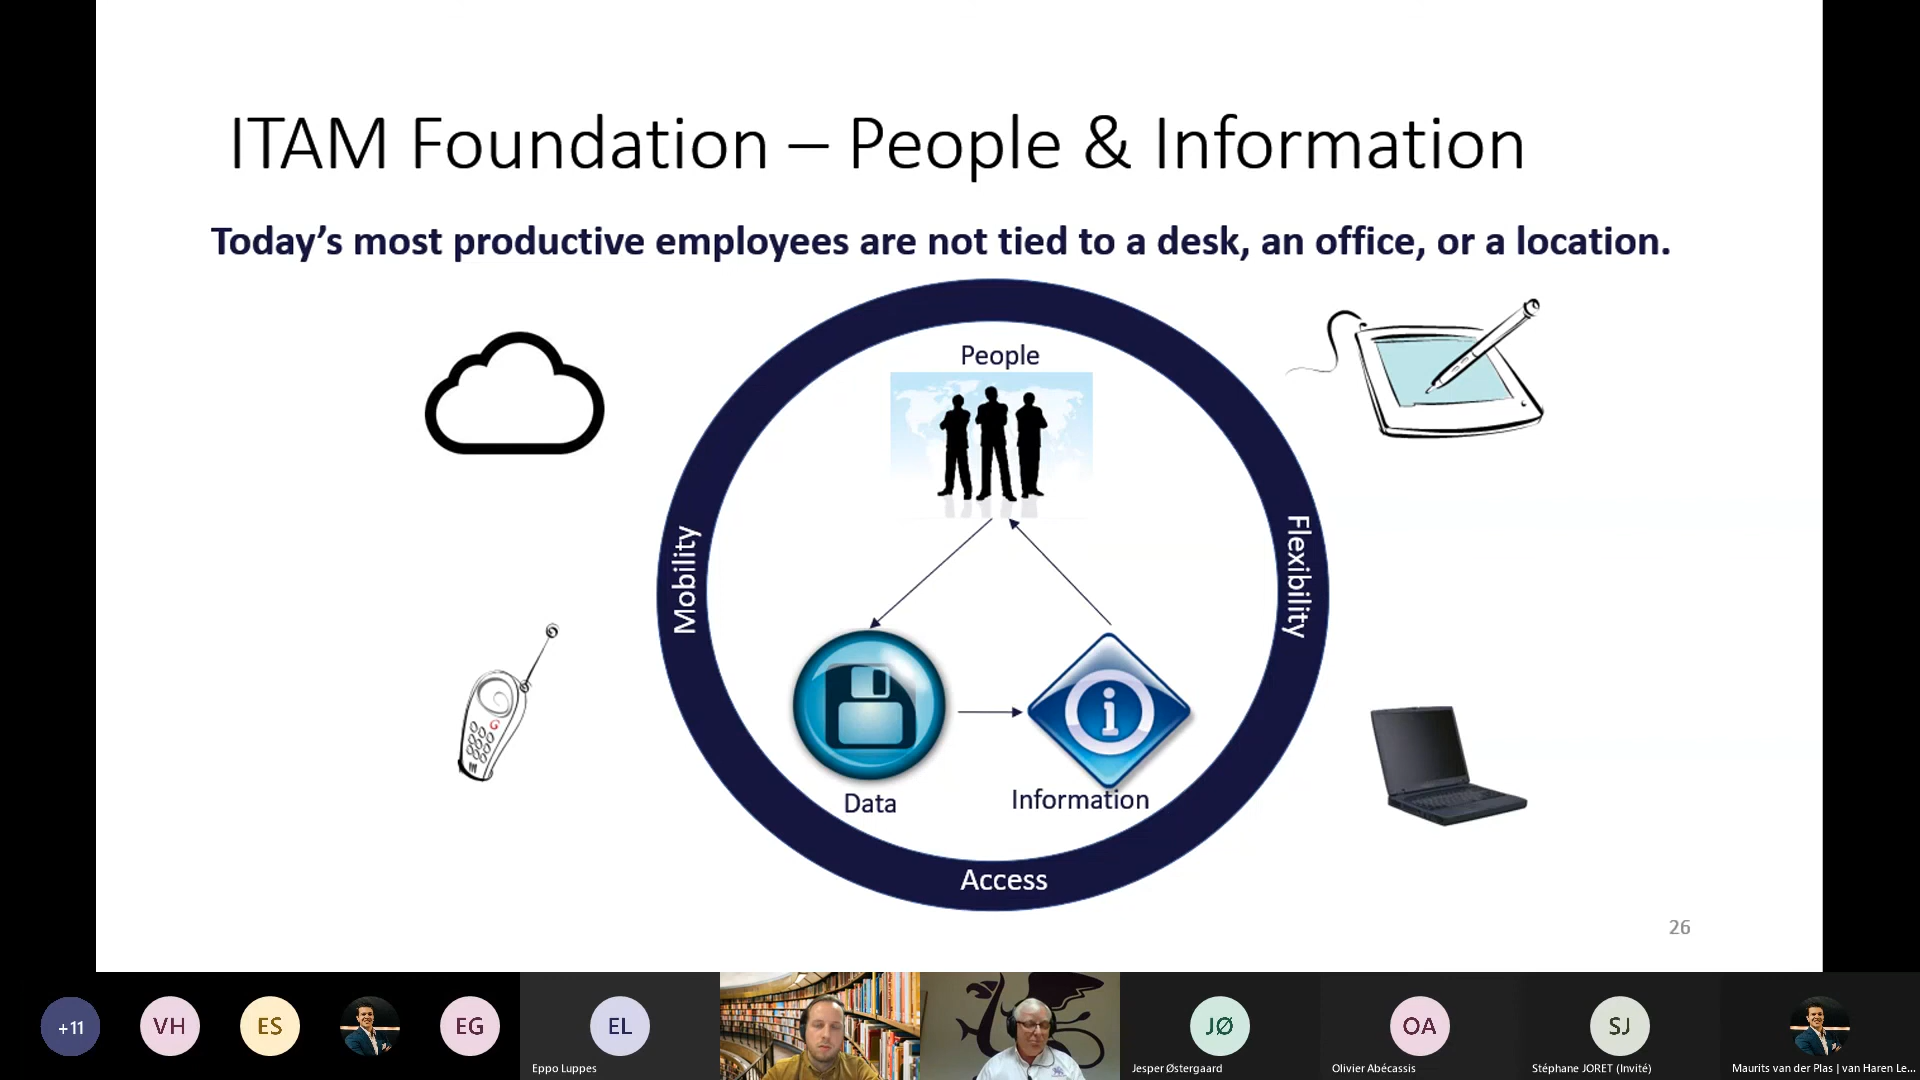 ITAM Foundation – People & Information
Today’s most productive employees are not tied to a desk, an office, or a location.
People
Mobility
Flexibility
Data
Information
Access
26
+11
VH
ES
EG
EL
Eppo Luppes
JØ
Jesper Østergaard
OA
Olivier Abécassis
SJ
Stéphane JORET (Invité)
Maurits van der Plas | van Haren Le...